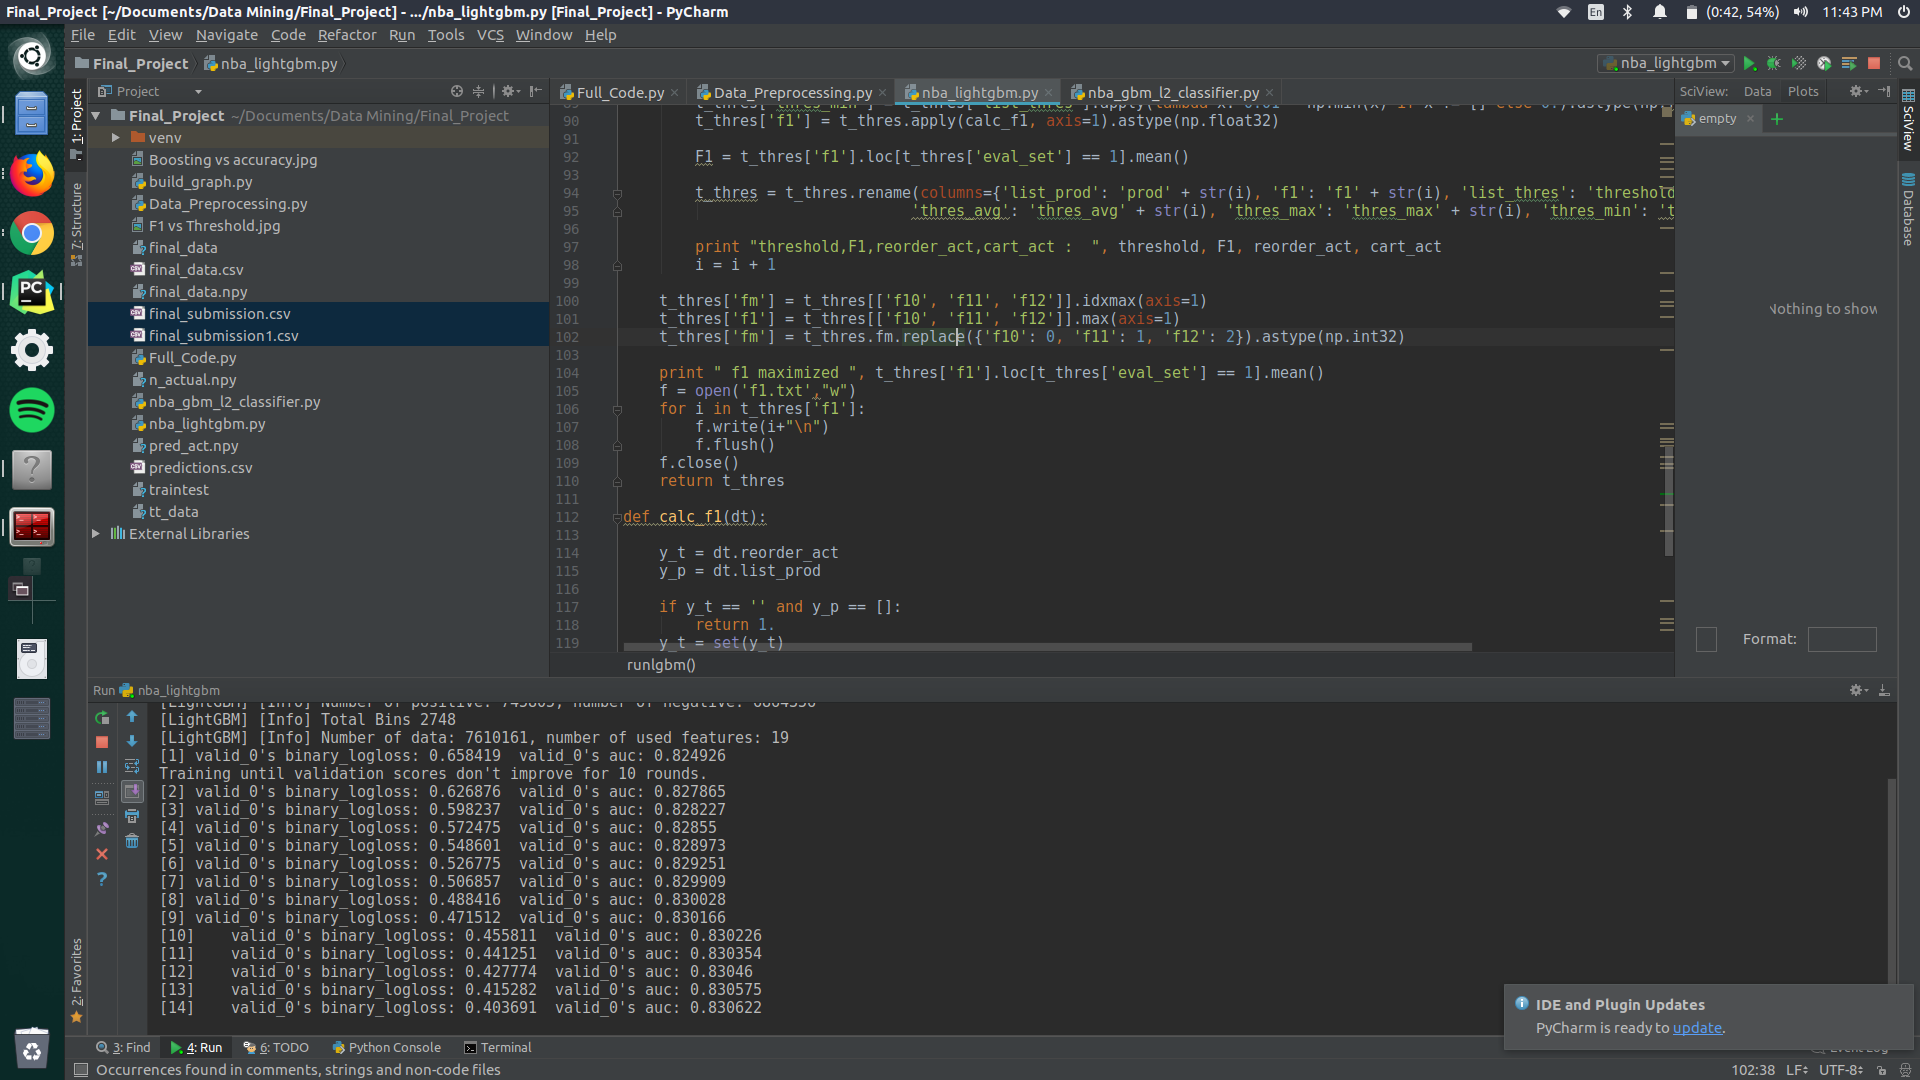 Final_Project [~/Documents/Data Mining/Final_Project] - .../nba_lightgbm.py [Final_Project] - PyCharm
En
(0:42, 54%)
11:43 PM
File Edit View Navigate Code Refactor Run Tools VCS Window Help
Final_Project nba_lightgbm.py
nba_lightgbm
Project
1: Project
7: Structure
2: Favorites
Final_Project ~/Documents/Data Mining/Final_Project
venv
Boosting vs accuracy.jpg
build_graph.py
Data_Preprocessing.py
F1 vs Threshold.jpg
final_data
final_data.csv
final_data.npy
final_submission.csv
final_submission1.csv
Full_Code.py
n_actual.npy
nba_gbm_l2_classifier.py
nba_lightgbm.py
pred_act.npy
predictions.csv
traintest
tt_data
External Libraries
PC
Full_Code.py Data_Preprocessing.py nba_lightgbm.py nba_gbm_l2_classifier.py
90 t_thres['f1'] = t_thres.apply(calc_f1, axis=1).astype(np.float32)
91
92 F1 = t_thres['f1'].loc[t_thres['eval_set'] == 1].mean()
93
94 t_thres = t_thres.rename(columns={'list_prod': 'prod' + str(i), 'f1': 'f1' + str(i), 'list_thres': 'threshold
95 'thres_avg': 'thres_avg' + str(i), 'thres_max': 'thres_max' + str(i), 'thres_min': 't
96
97 print "threshold,F1,reorder_act,cart_act :  ", threshold, F1, reorder_act, cart_act
98 i = i + 1
99
100 t_thres['fm'] = t_thres[['f10', 'f11', 'f12']].idxmax(axis=1)
101 t_thres['f1'] = t_thres[['f10', 'f11', 'f12']].max(axis=1)
102 t_thres['fm'] = t_thres.fm.replace({'f10': 0, 'f11': 1, 'f12': 2}).astype(np.int32)
103
104 print " f1 maximized ", t_thres['f1'].loc[t_thres['eval_set'] == 1].mean()
105 f = open('f1.txt',"w")
106 for i in t_thres['f1']:
107 f.write(i+"\n")
108 f.flush()
109 f.close()
110 return t_thres
111
112 def calc_f1(dt):
113
114 y_t = dt.reorder_act
115 y_p = dt.list_prod
116
117 if y_t == '' and y_p == []:
118 return 1.
119 y_t = set(y_t)
runlgbm()
SciView: Data Plots
empty
Nothing to show
Format:
SciView
Database
Run nba_lightgbm
[LightGBM] [Info] Total Bins 2748
[LightGBM] [Info] Number of data: 7610161, number of used features: 19
[1] valid_0's binary_logloss: 0.658419 valid_0's auc: 0.824926
Training until validation scores don't improve for 10 rounds.
[2] valid_0's binary_logloss: 0.626876 valid_0's auc: 0.827865
[3] valid_0's binary_logloss: 0.598237 valid_0's auc: 0.828227
[4] valid_0's binary_logloss: 0.572475 valid_0's auc: 0.82855
[5] valid_0's binary_logloss: 0.548601 valid_0's auc: 0.828973
[6] valid_0's binary_logloss: 0.526775 valid_0's auc: 0.829251
[7] valid_0's binary_logloss: 0.506857 valid_0's auc: 0.829909
[8] valid_0's binary_logloss: 0.488416 valid_0's auc: 0.830028
[9] valid_0's binary_logloss: 0.471512 valid_0's auc: 0.830166
[10] valid_0's binary_logloss: 0.455811 valid_0's auc: 0.830226
[11] valid_0's binary_logloss: 0.441251 valid_0's auc: 0.830354
[12] valid_0's binary_logloss: 0.427774 valid_0's auc: 0.83046
[13] valid_0's binary_logloss: 0.415282 valid_0's auc: 0.830575
[14] valid_0's binary_logloss: 0.403691 valid_0's auc: 0.830622
IDE and Plugin Updates
PyCharm is ready to update.
3: Find 4: Run 6: TODO Python Console Terminal
Occurrences found in comments, strings and non-code files
102:38 LF UTF-8